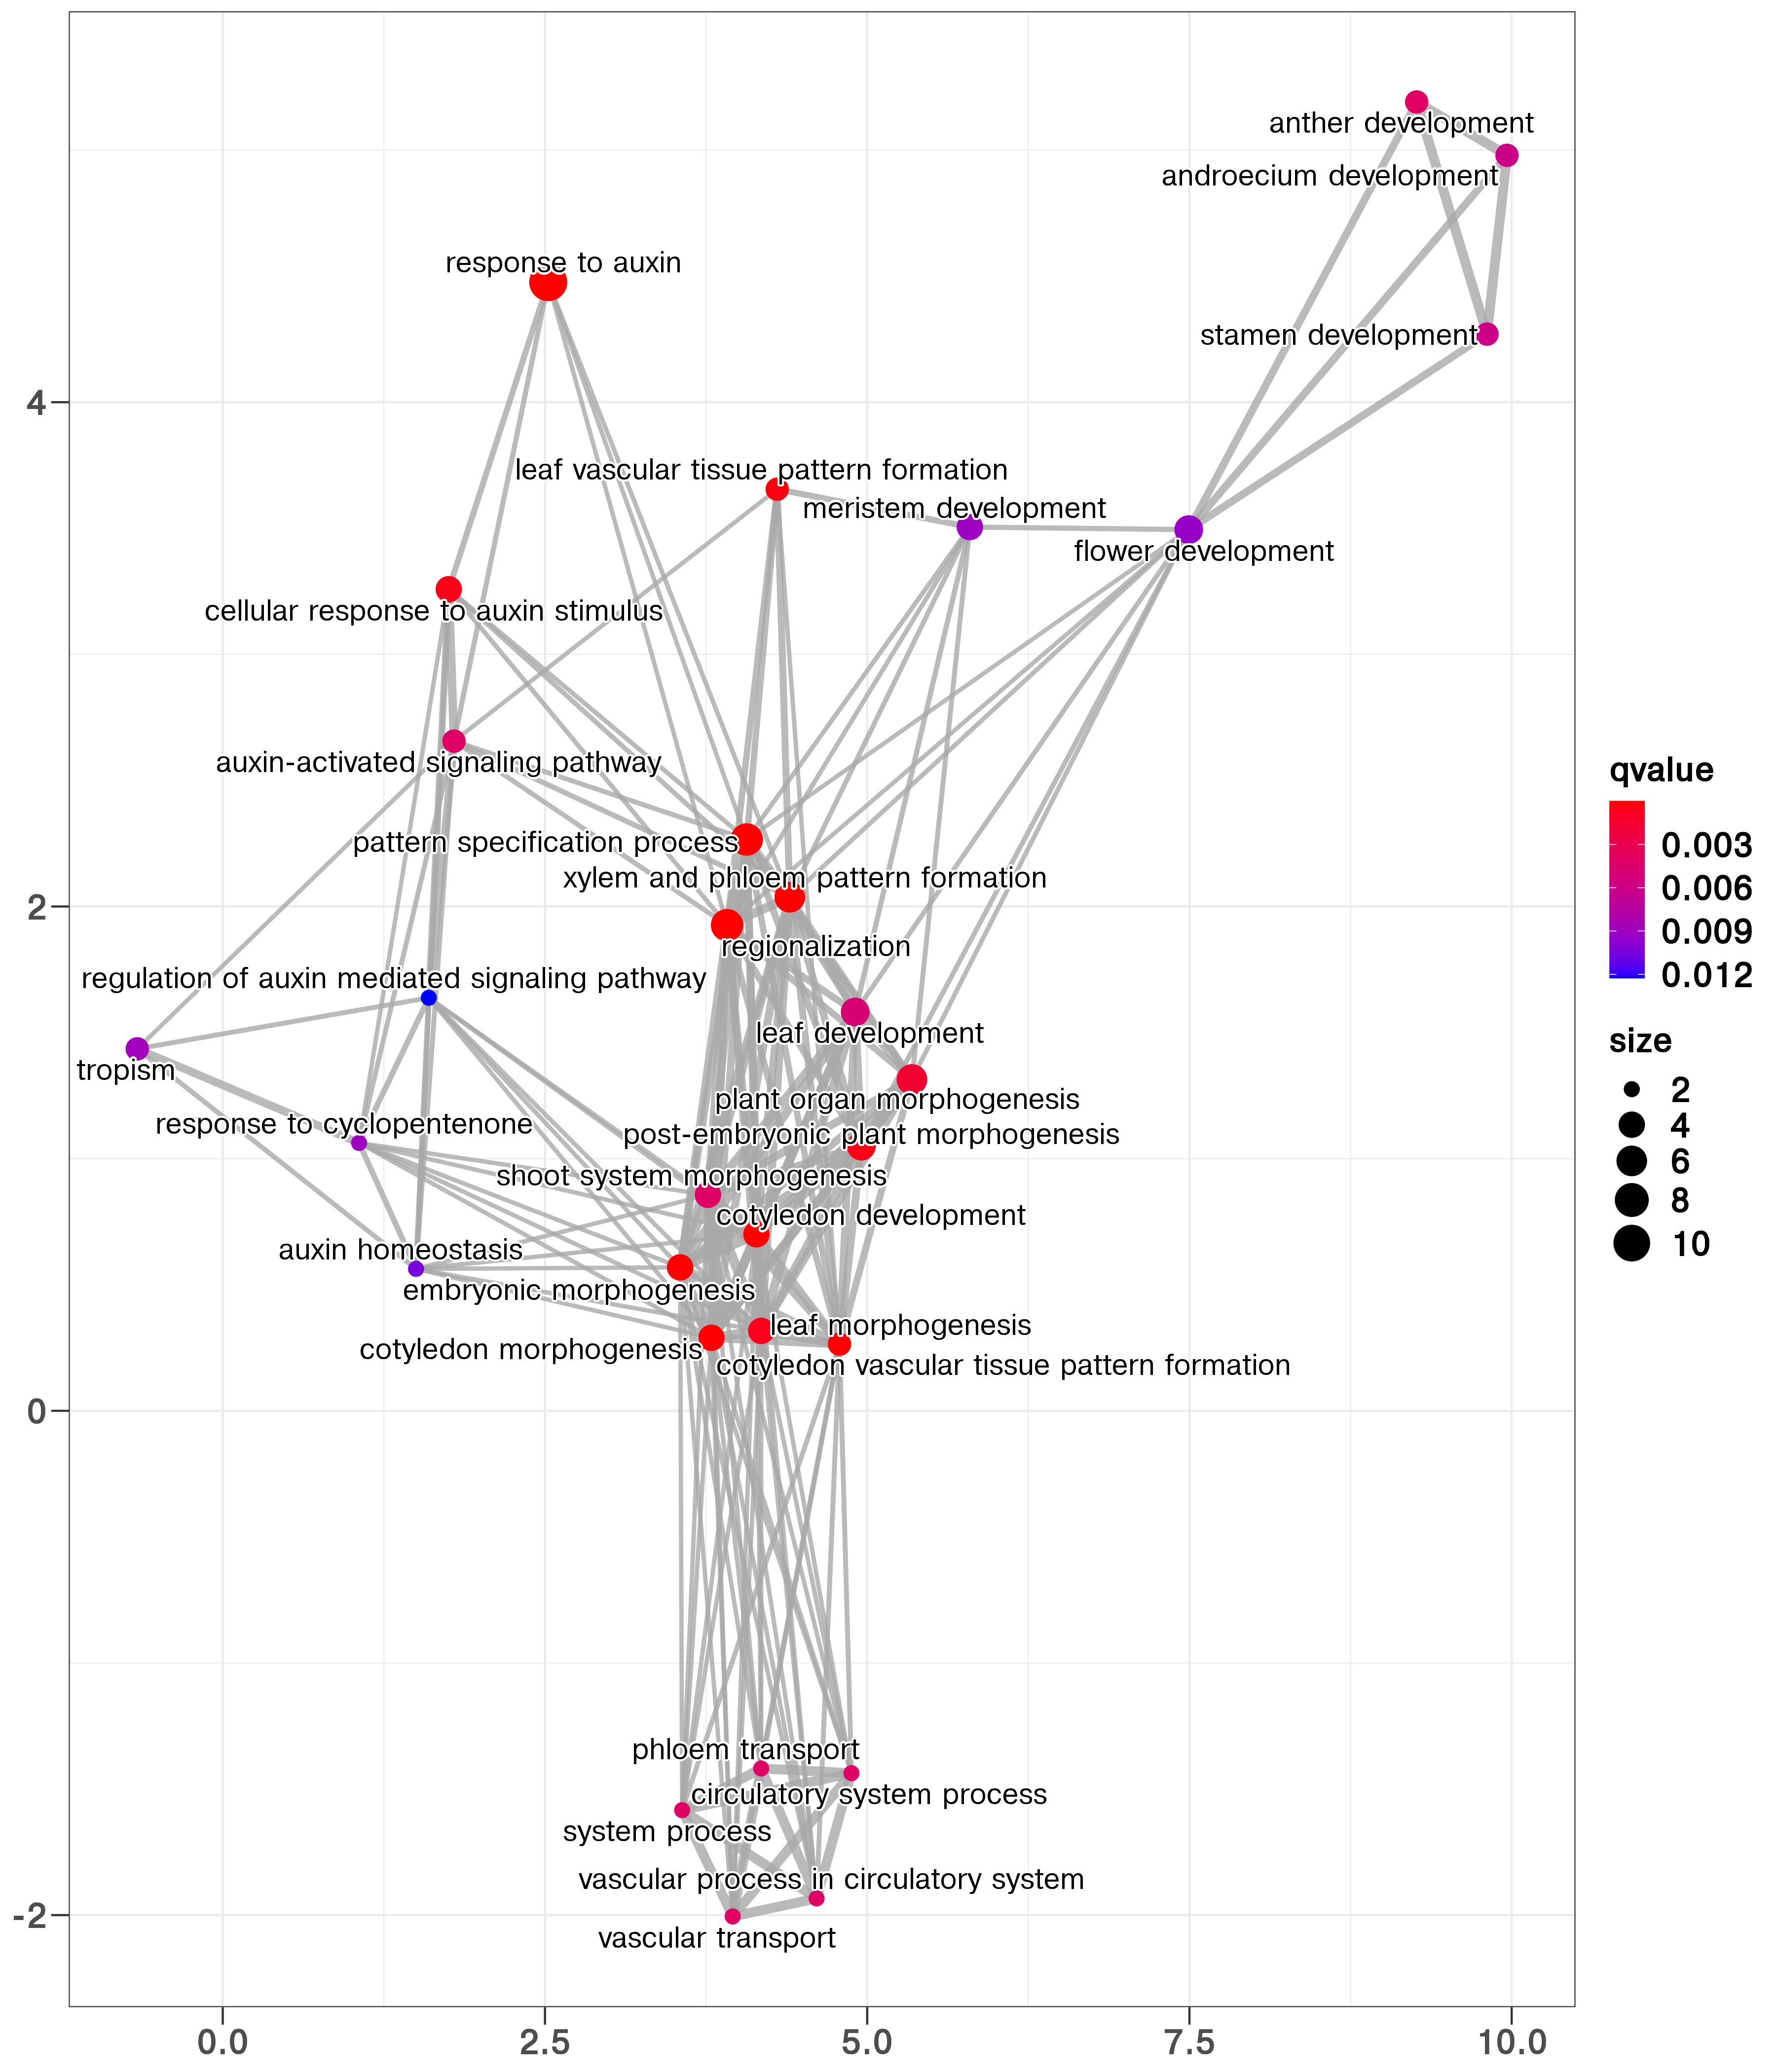 anther development
androecium development
response to auxin
stamen development
4
leaf vascular tissue pattern formation
meristem development
flower development
cellular response to auxin stimulus
auxin-activated signaling pathway
pattern specification process
xylem and phloem pattern formation
2
regionalization
regulation of auxin mediated signaling pathway
leaf development
tropism
plant organ morphogenesis
response to cyclopentenone
post-embryonic plant morphogenesis
shoot system morphogenesis
cotyledon development
auxin homeostasis
embryonic morphogenesis
leaf morphogenesis
cotyledon morphogenesis
cotyledon vascular tissue pattern formation
0
phloem transport
circulatory system process
system process
vascular process in circulatory system
-2
vascular transport
0.0 2.5 5.0 7.5 10.0
qvalue
0.003
0.006
0.009
0.012
size
2
4
6
8
10